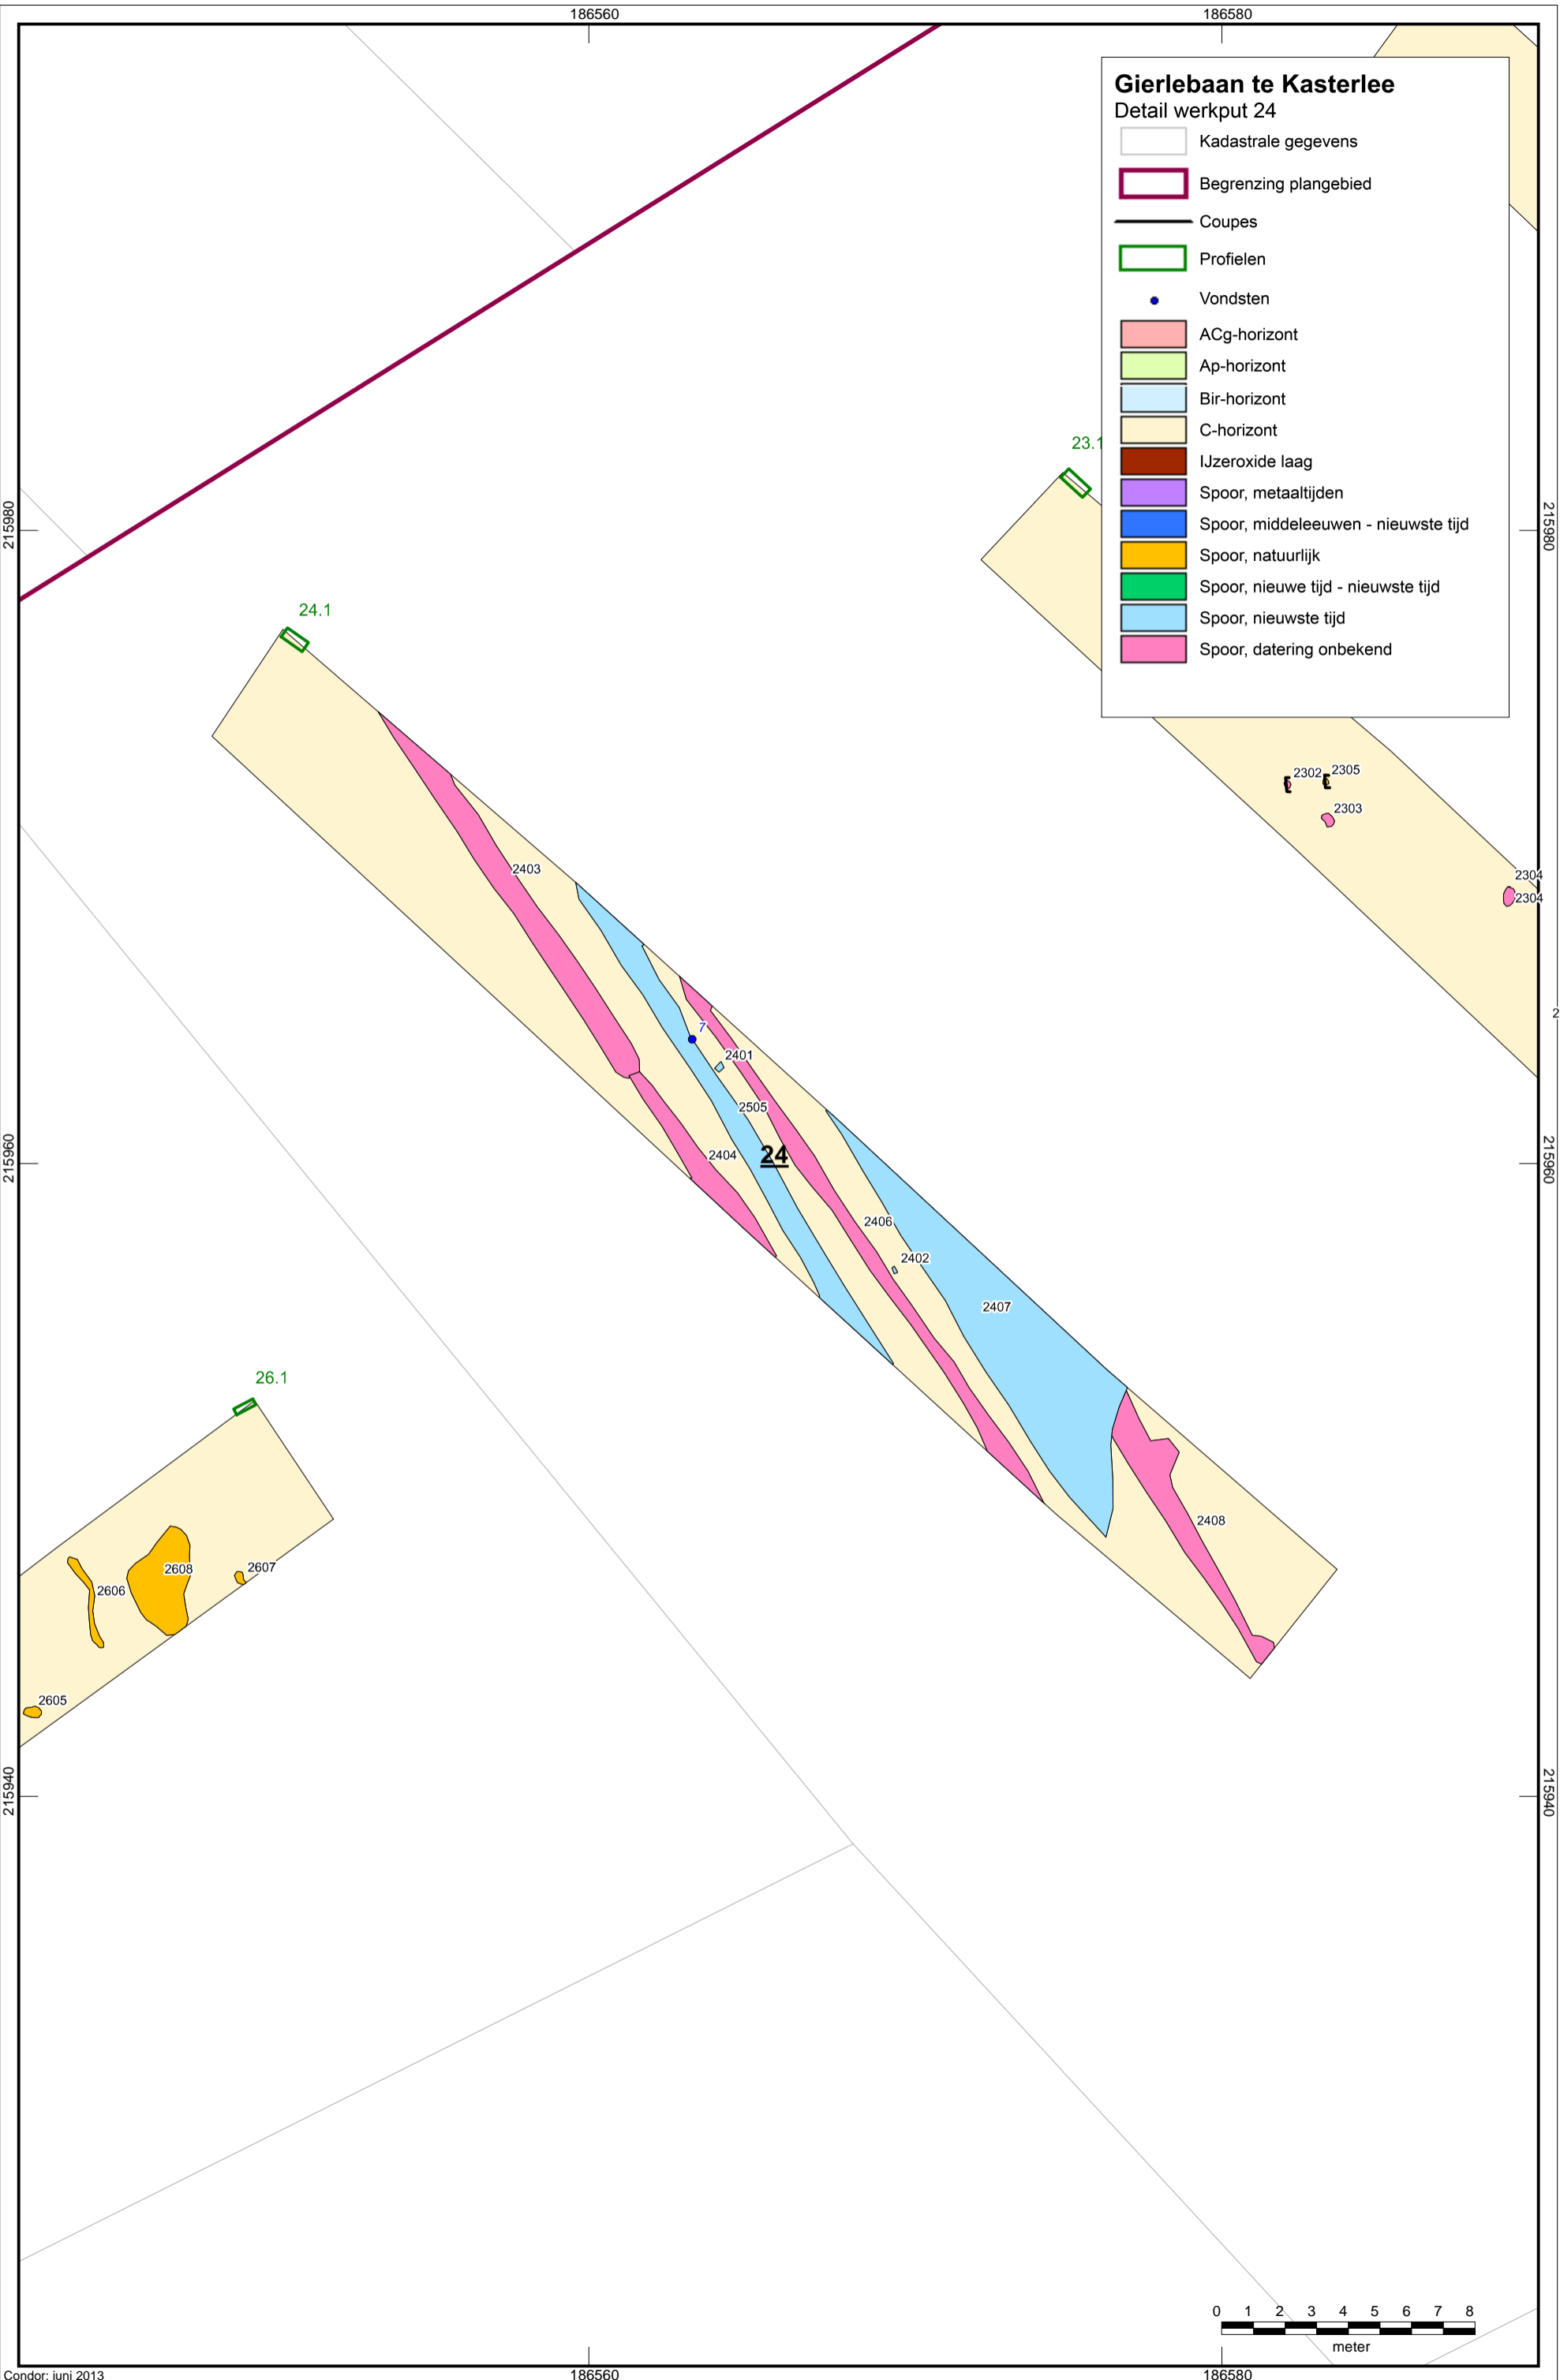 186560
186580
Gierlebaan te Kasterlee
Detail werkput 24
Kadastrale gegevens
Begrenzing plangebied
Coupes
Profielen
Vondsten
ACg-horizont
Ap-horizont
Bir-horizont
C-horizont
IJzeroxide laag
Spoor, metaaltijden
Spoor, middeleeuwen - nieuwste tijd
Spoor, natuurlijk
Spoor, nieuwe tijd - nieuwste tijd
Spoor, nieuwste tijd
Spoor, datering onbekend
23.1
215980
215980
24.1
2302
2305
2303
2403
2304
2304
2
7
2401
2505
2404
24
215960
215960
2406
2402
2407
26.1
2408
2608
2607
2606
2605
215940
215940
0 1 2 3 4 5 6 7 8
meter
Condor: juni 2013
186560
186580